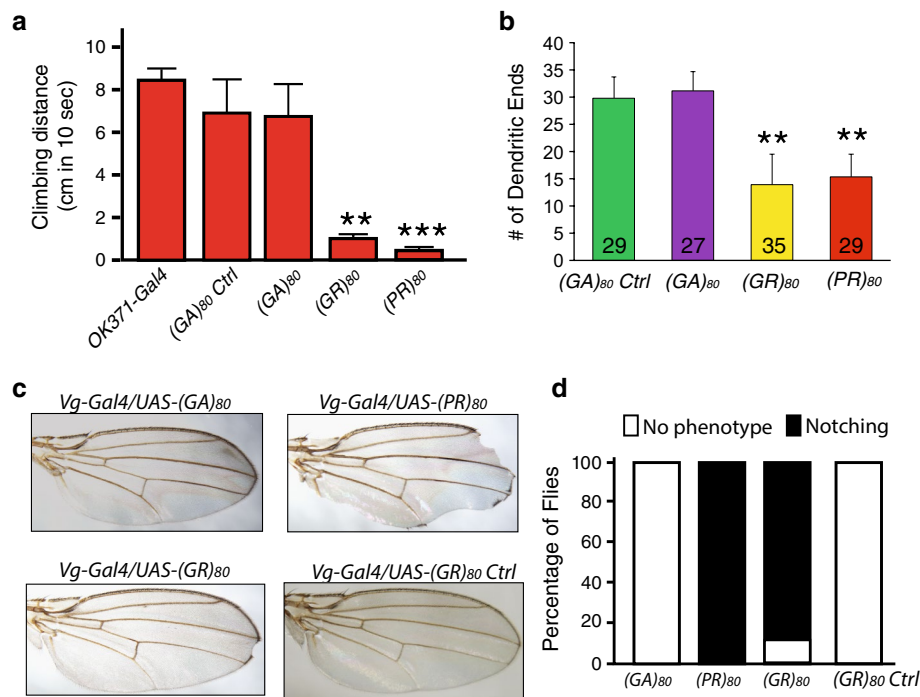 a
Climbing distance
(cm in 10 sec)
10
8
6
4
2
0
**
***
OK371-Gal4
(GA)80 Ctrl
(GA)80
(GR)80
(PR)80
b
# of Dendritic Ends
40
35
30
25
20
15
10
5
0
**
**
29
27
35
29
(GA)80 Ctrl
(GA)80
(GR)80
(PR)80
c
Vg-Gal4/UAS-(GA)80
Vg-Gal4/UAS-(PR)80
Vg-Gal4/UAS-(GR)80
Vg-Gal4/UAS-(GR)80 Ctrl
d
No phenotype
Notching
Percentage of Flies
100
80
60
40
20
0
(GA)80
(PR)80
(GR)80
(GR)80 Ctrl